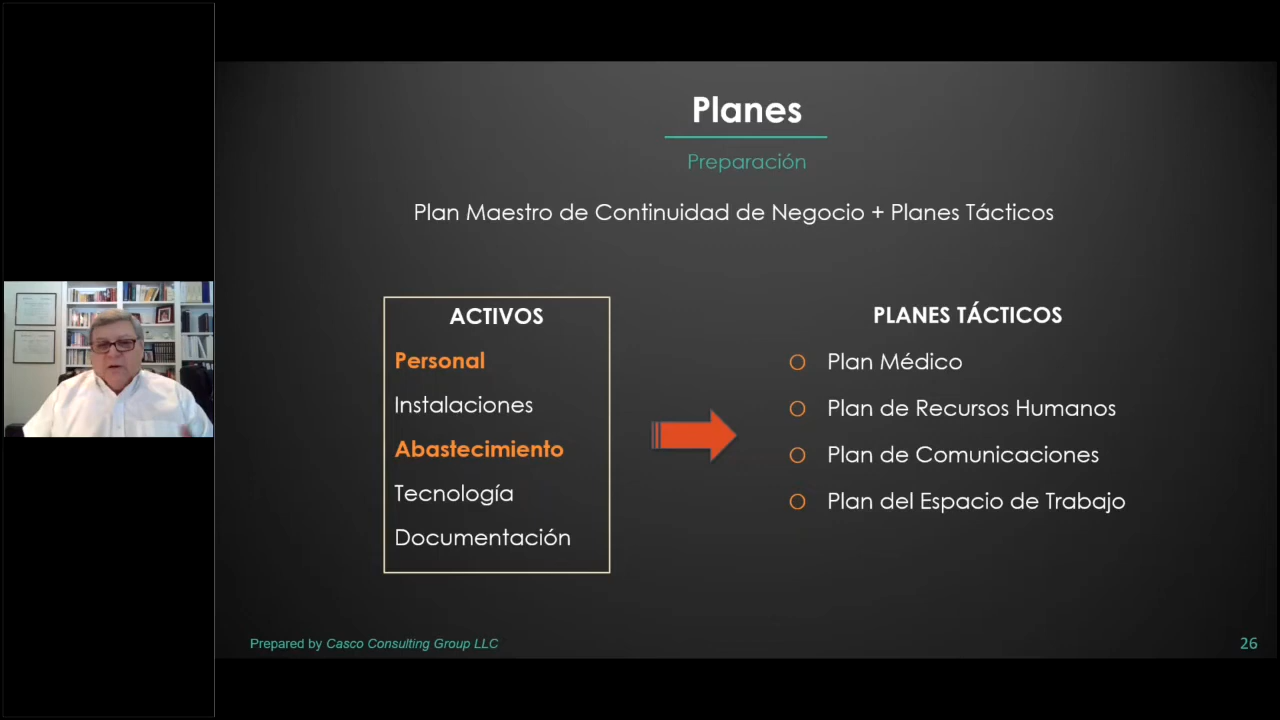 Planes
Preparación
Plan Maestro de Continuidad de Negocio + Planes Tácticos
ACTIVOS
Personal
Instalaciones
Abastecimiento
Tecnología
Documentación
PLANES TÁCTICOS
O Plan Médico
O Plan de Recursos Humanos
O Plan de Comunicaciones
O Plan del Espacio de Trabajo
Prepared by Casco Consulting Group LLC
26